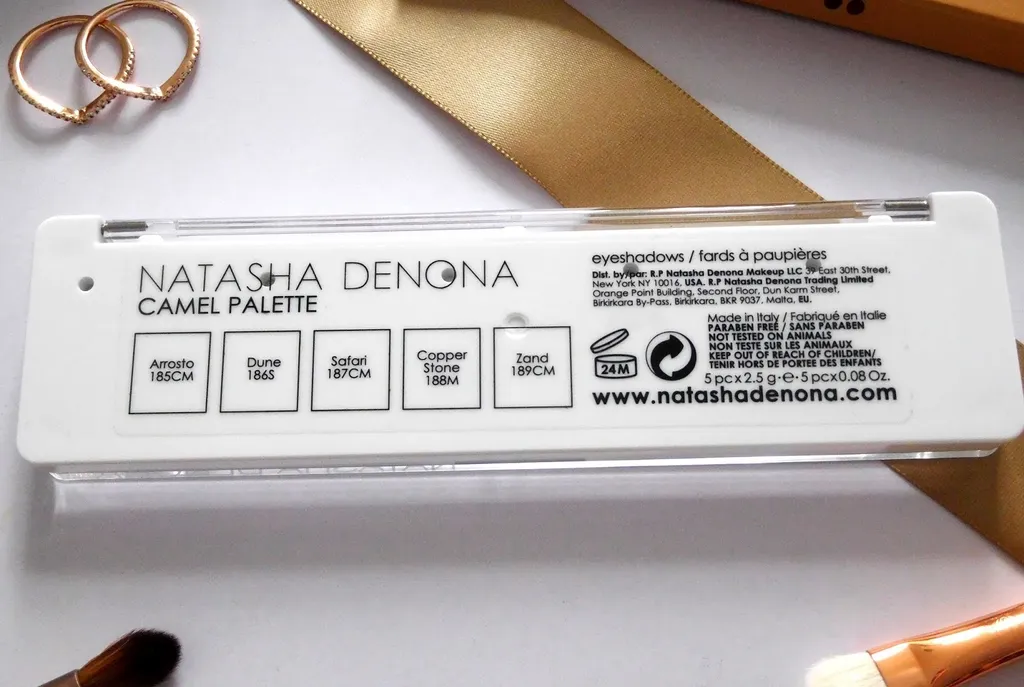 NATASHA DENONA
CAMEL PALETTE
Arrosto
185CM
Dune
186S
Safari
187CM
Copper
Stone
188M
Zand
189CM
eyeshadows / fards à paupières
Dist. by/par: R.P Natasha Denona Makeup LLC 39 East 30th Street,
New York NY 10016, USA. R.P Natasha Denona Trading Limited
Orange Point Building, Second Floor, Dun Karm Street,
Birkirkara By-Pass, Birkirkara, BKR 9037, Malta, EU.
24M
Made in Italy / Fabriqué en Italie
PARABEN FREE / SANS PARABEN
NOT TESTED ON ANIMALS
NON TESTE SUR LES ANIMAUX
KEEP OUT OF REACH OF CHILDREN/
TENIR HORS DE PORTEE DES ENFANTS
5 pc x 2.5 g · e · 5 pc x 0.08 Oz.
www.natashadenona.com